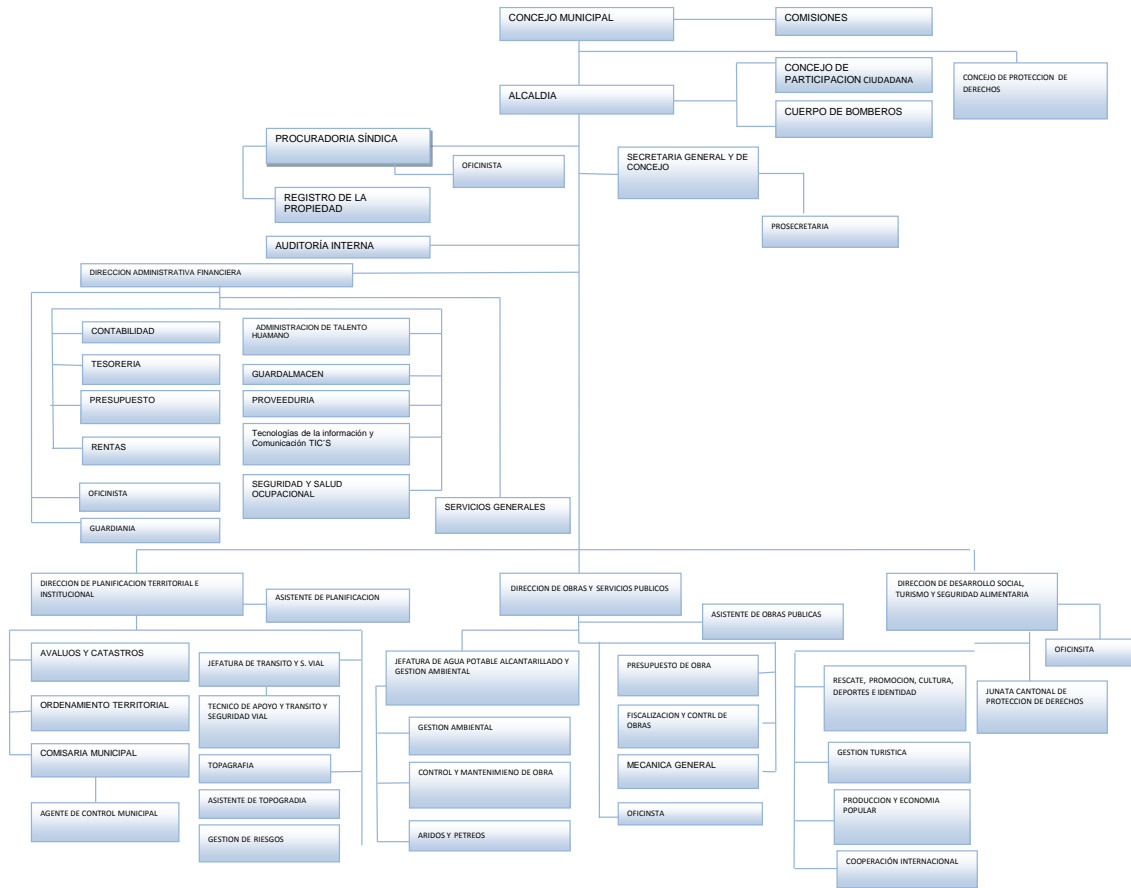 CONCEJO MUNICIPAL
COMISIONES
CONCEJO DE
PARTICIPACION CIUDADANA
CONCEJO DE PROTECCION DE
DERECHOS
ALCALDIA
CUERPO DE BOMBEROS
PROCURADORIA SÍNDICA
OFICINISTA
SECRETARIA GENERAL Y DE
CONCEJO
REGISTRO DE LA
PROPIEDAD
PROSECRETARIA
AUDITORÍA INTERNA
DIRECCION ADMINISTRATIVA FINANCIERA
CONTABILIDAD
TESORERIA
PRESUPUESTO
RENTAS
OFICINISTA
GUARDIANIA
ADMINISTRACION DE TALENTO
HUAMANO
GUARDALMACEN
PROVEEDURIA
Tecnologías de la información y
Comunicación TIC´S
SEGURIDAD Y SALUD
OCUPACIONAL
SERVICIOS GENERALES
DIRECCION DE PLANIFICACION TERRITORIAL E
INSTITUCIONAL
ASISTENTE DE PLANIFICACION
AVALUOS Y CATASTROS
ORDENAMIENTO TERRITORIAL
COMISARIA MUNICIPAL
AGENTE DE CONTROL MUNICIPAL
JEFATURA DE TRANSITO Y S. VIAL
TECNICO DE APOYO Y TRANSITO Y
SEGURIDAD VIAL
TOPAGRAFIA
ASISTENTE DE TOPOGRADIA
GESTION DE RIESGOS
DIRECCION DE OBRAS Y SERVICIOS PUBLICOS
ASISTENTE DE OBRAS PUBLICAS
JEFATURA DE AGUA POTABLE ALCANTARILLADO Y
GESTION AMBIENTAL
GESTION AMBIENTAL
CONTROL Y MANTENIMIENO DE OBRA
ARIDOS Y PETREOS
PRESUPUESTO DE OBRA
FISCALIZACION Y CONTRL DE
OBRAS
MECANICA GENERAL
OFICINSTA
DIRECCION DE DESARROLLO SOCIAL,
TURISMO Y SEGURIDAD ALIMENTARIA
OFICINSITA
RESCATE, PROMOCION, CULTURA,
DEPORTES E IDENTIDAD
JUNATA CANTONAL DE
PROTECCION DE DERECHOS
GESTION TURISTICA
PRODUCCION Y ECONOMIA
POPULAR
COOPERACIÓN INTERNACIONAL